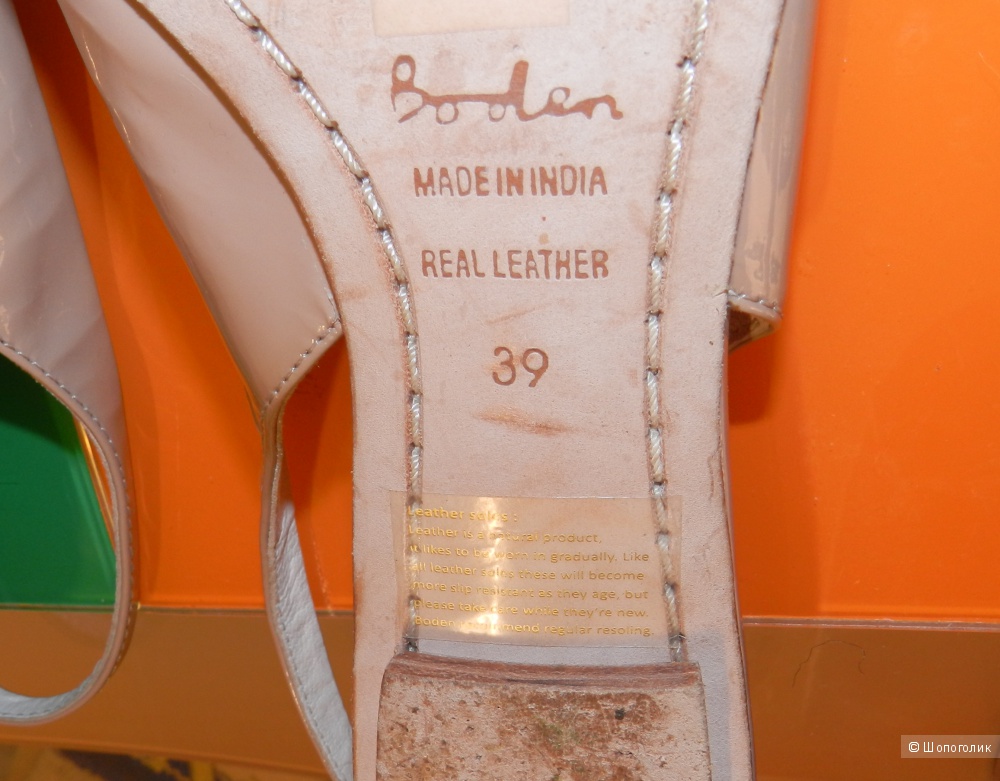 Boden
MADE IN INDIA
REAL LEATHER
39
Leather soles:
Leather is a natural product,
it likes to be worn in gradually. Like
all leather soles these will become
more slip resistant as they age, but
please take care while they're new.
Boden recommend regular resoling.
© Шопоголик